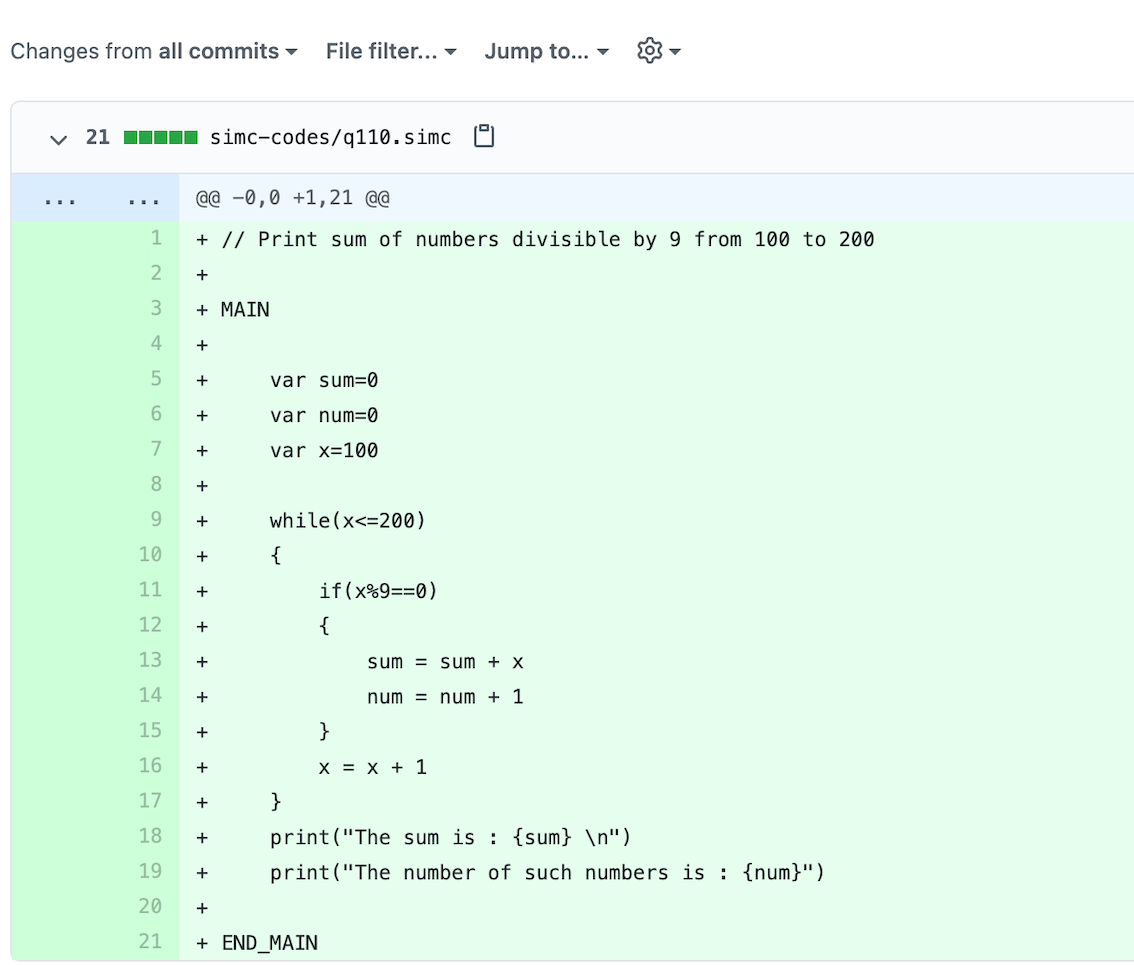 Changes from all commits File filter... Jump to...
21 simc-codes/q110.simc
... ... @@ -0,0 +1,21 @@
1 + // Print sum of numbers divisible by 9 from 100 to 200
2 +
3 + MAIN
4 +
5 +     var sum=0
6 +     var num=0
7 +     var x=100
8 +
9 +     while(x<=200)
10 +     {
11 +         if(x%9==0)
12 +         {
13 +             sum = sum + x
14 +             num = num + 1
15 +         }
16 +         x = x + 1
17 +     }
18 +     print("The sum is : {sum} \n")
19 +     print("The number of such numbers is : {num}")
20 +
21 + END_MAIN